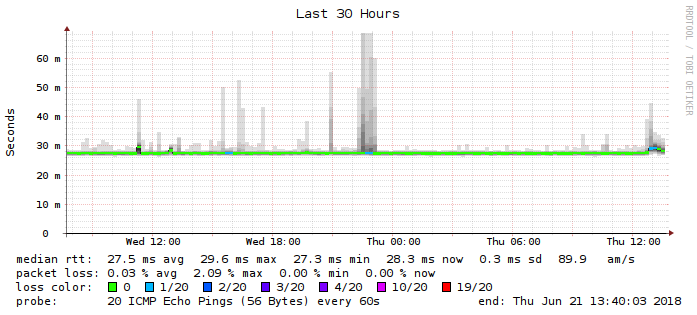 Last 30 Hours
RRDTOOL / TOBI OETIKER
Seconds
60 m
50 m
40 m
30 m
20 m
10 m
0
Wed 12:00 Wed 18:00 Thu 00:00 Thu 06:00 Thu 12:00
median rtt: 27.5 ms avg 29.6 ms max 27.3 ms min 28.3 ms now 0.3 ms sd 89.9 am/s
packet loss: 0.03 % avg 2.09 % max 0.00 % min 0.00 % now
loss color: 0 1/20 2/20 3/20 4/20 10/20 19/20
probe: 20 ICMP Echo Pings (56 Bytes) every 60s end: Thu Jun 21 13:40:03 2018